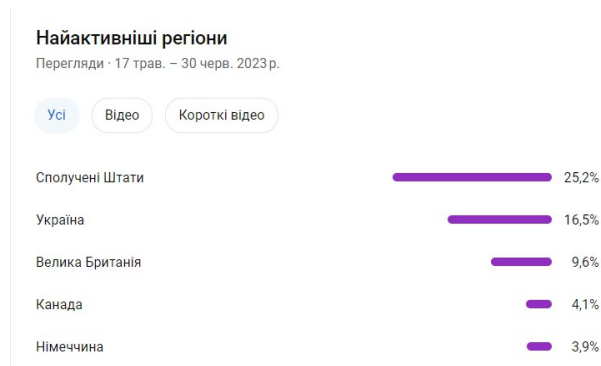 Найактивніші регіони
Перегляди · 17 трав. – 30 черв. 2023 р.
Усі Відео Короткі відео
Сполучені Штати 25,2%
Україна 16,5%
Велика Британія 9,6%
Канада 4,1%
Німеччина 3,9%